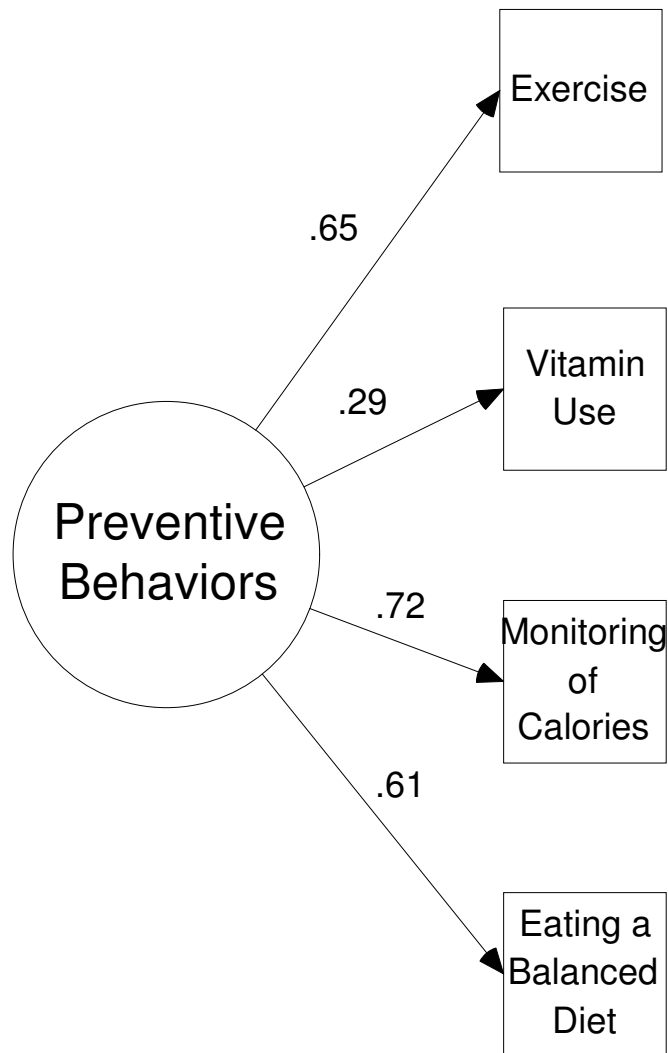 Exercise
.65
Vitamin
Use
.29
Preventive
Behaviors
.72
Monitoring
of
Calories
.61
Eating a
Balanced
Diet